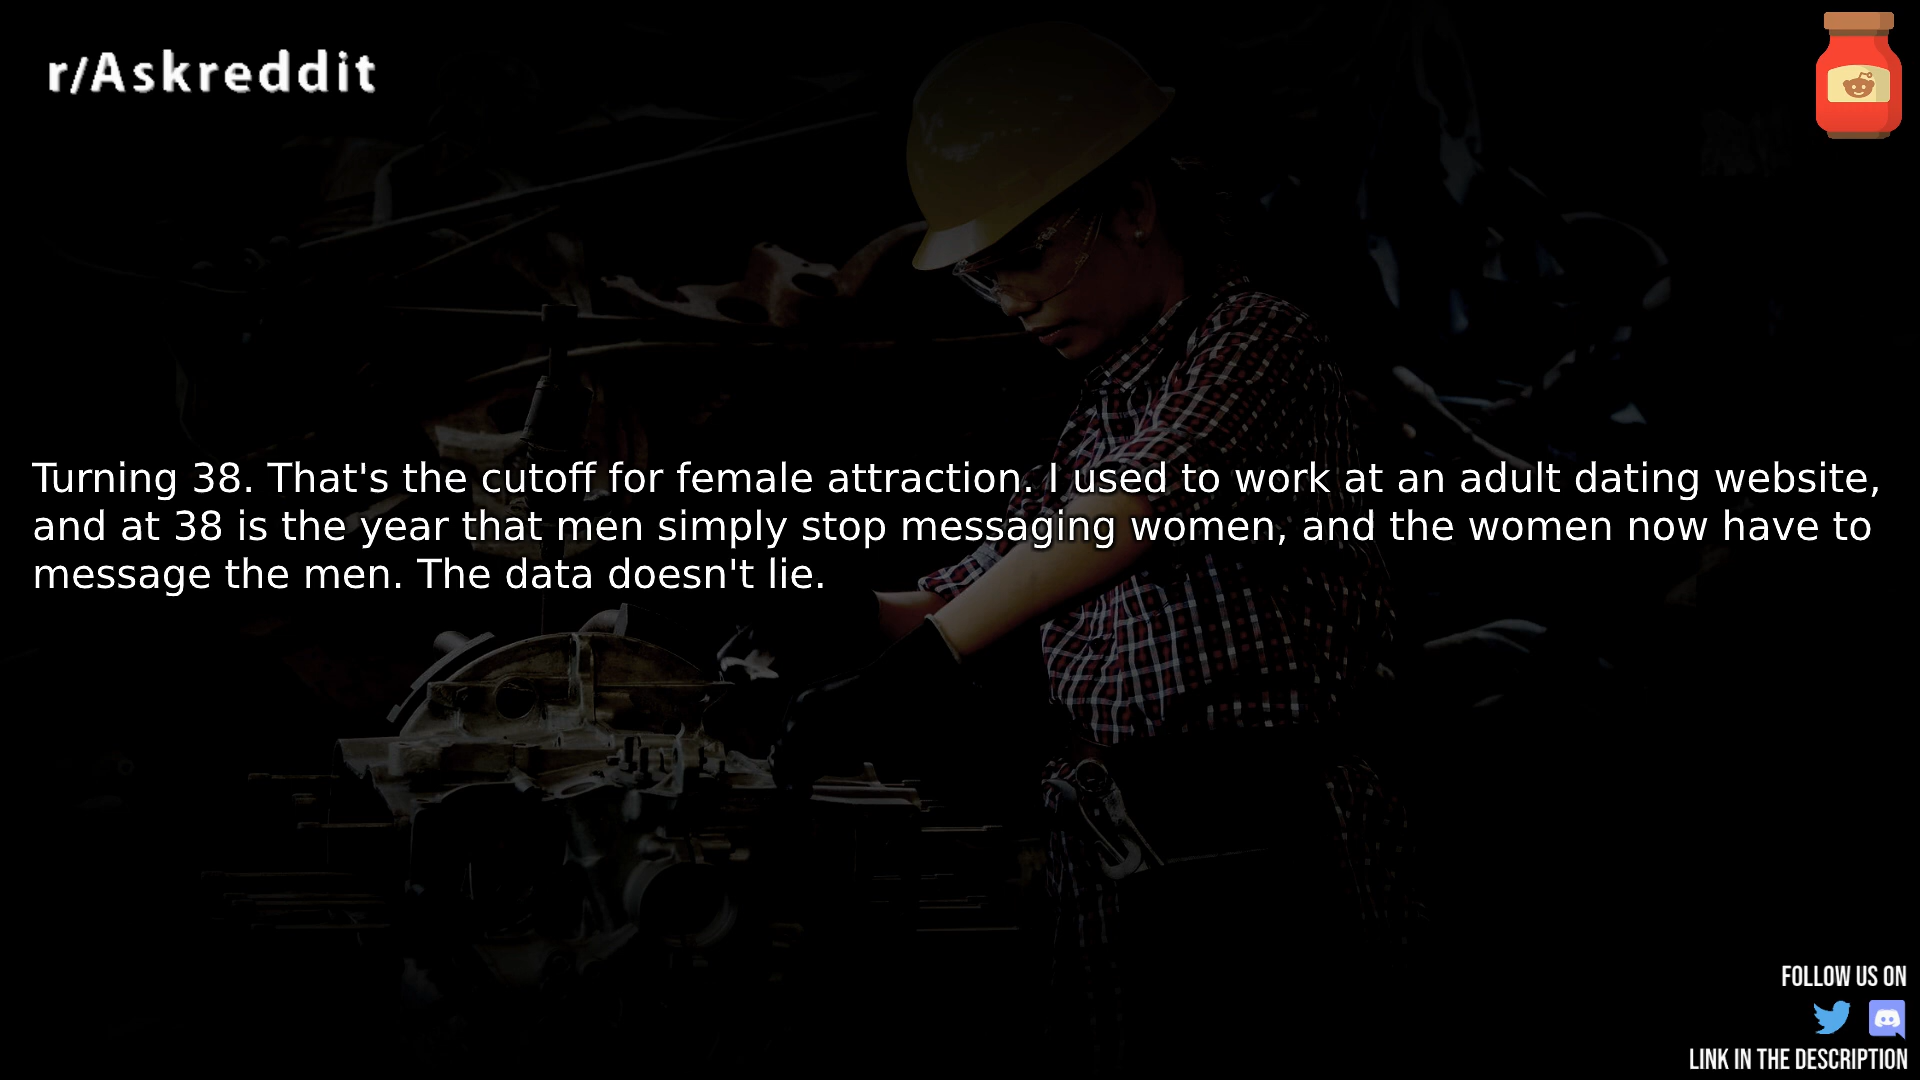 r/Askreddit
Turning 38. That's the cutoff for female attraction. I used to work at an adult dating website,
and at 38 is the year that men simply stop messaging women, and the women now have to
message the men. The data doesn't lie.
FOLLOW US ON
LINK IN THE DESCRIPTION